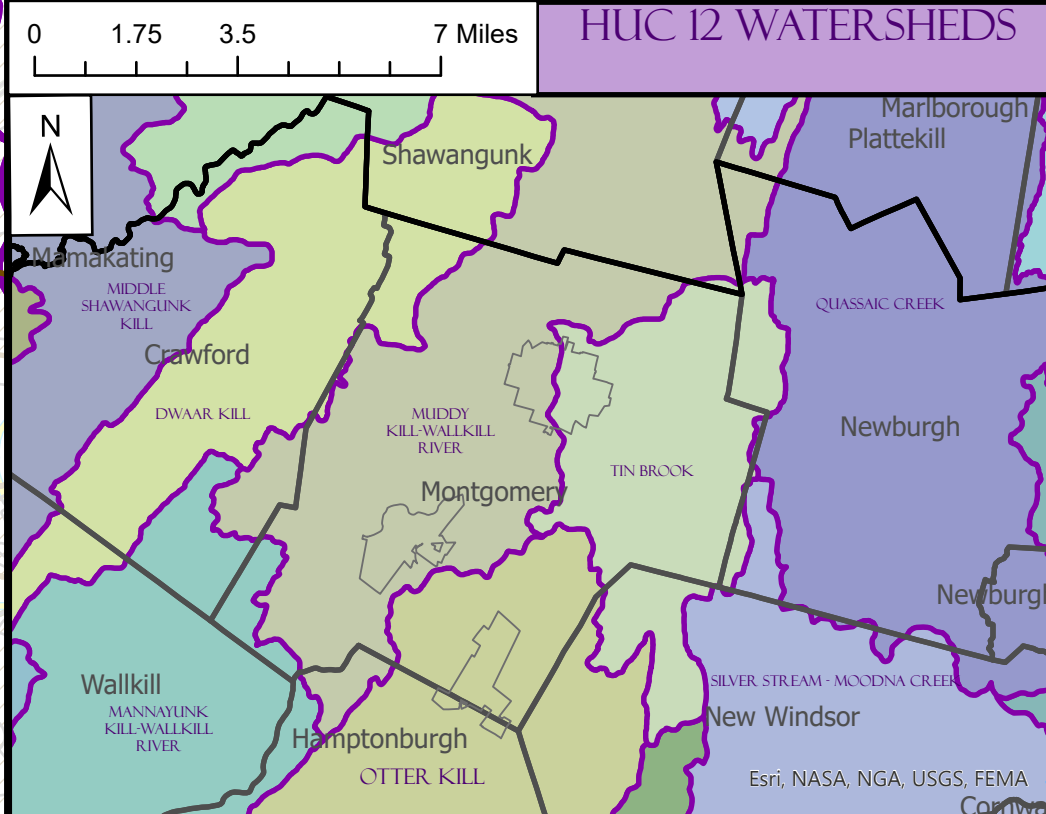 HUC 12 WATERSHEDS
0 1.75 3.5 7 Miles
N
Marlborough
Plattekill
Shawangunk
Mamakating
MIDDLE
SHAWANGUNK
KILL
QUASSAIC CREEK
Crawford
DWAAR KILL
MUDDY
KILL-WALLKILL
RIVER
Newburgh
TIN BROOK
Montgomery
Newburgh
Wallkill
SILVER STREAM - MOODNA CREEK
MANNAYUNK
KILL-WALLKILL
RIVER
New Windsor
Hamptonburgh
OTTER KILL
Esri, NASA, NGA, USGS, FEMA
Cornwa